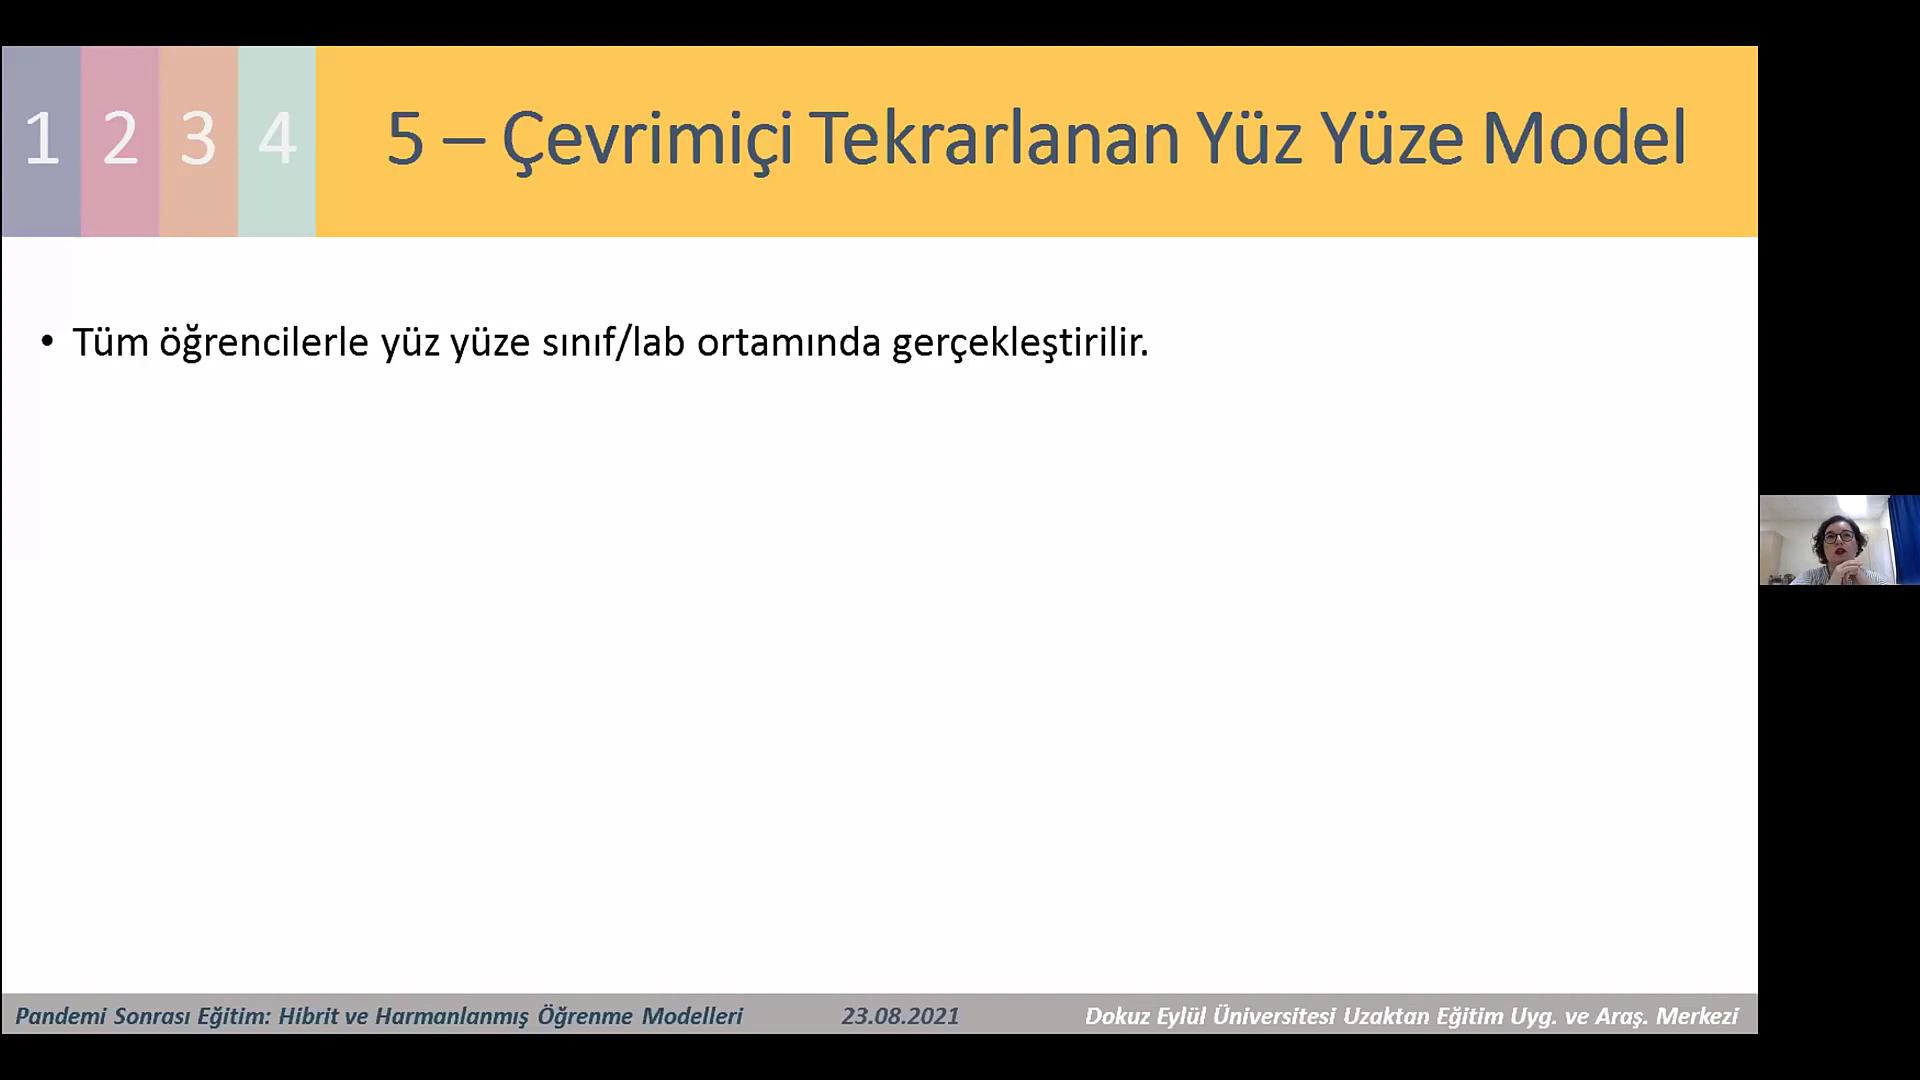 1 2 3 4 5 – Çevrimiçi Tekrarlanan Yüz Yüze Model
• Tüm öğrencilerle yüz yüze sınıf/lab ortamında gerçekleştirilir.
Pandemi Sonrası Eğitim: Hibrit ve Harmanlanmış Öğrenme Modelleri 23.08.2021 Dokuz Eylül Üniversitesi Uzaktan Eğitim Uyg. ve Araş. Merkezi